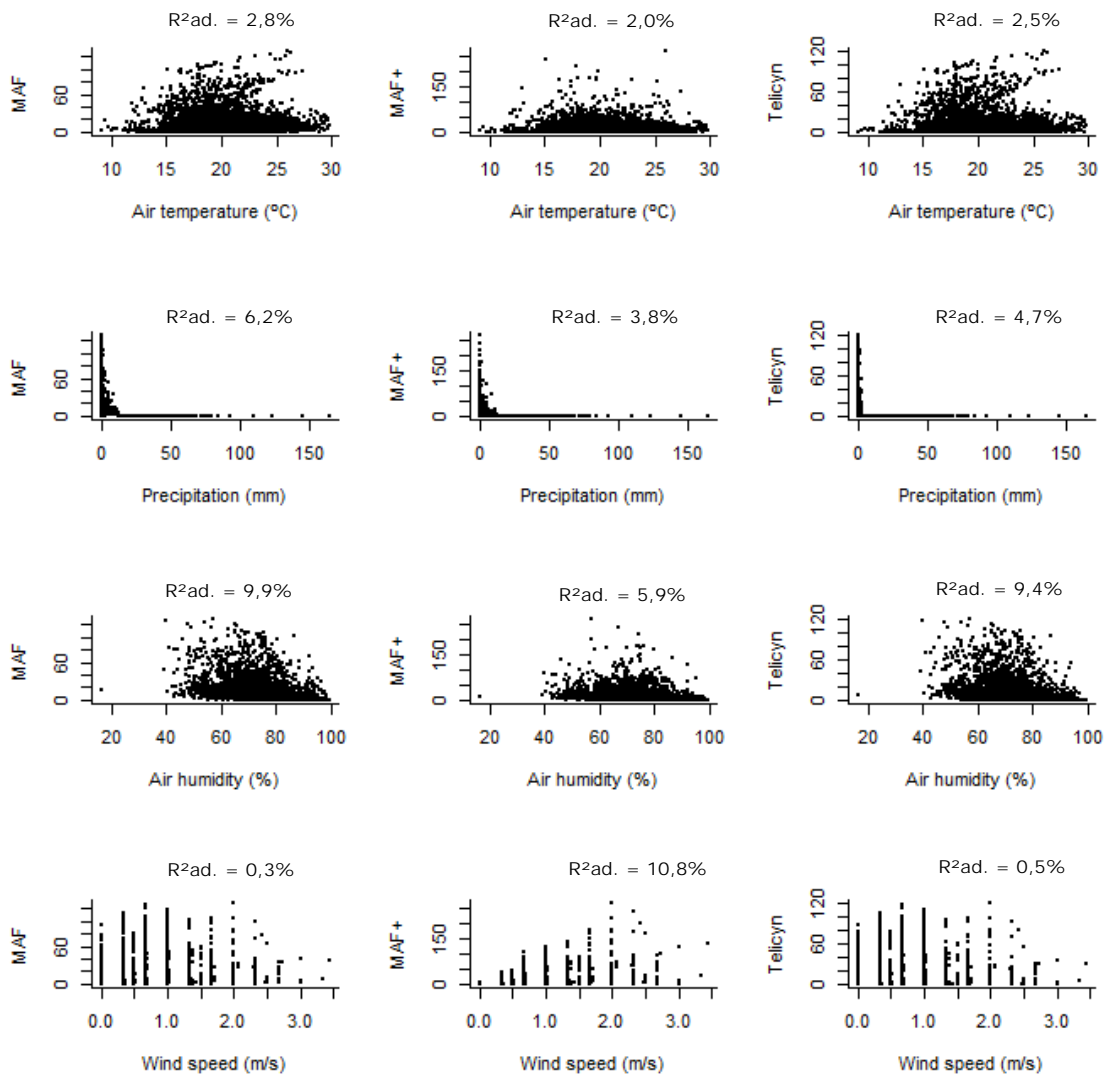 R²ad. = 2,8%
R²ad. = 2,0%
R²ad. = 2,5%
MAF
0 60
MAF+
0 150
Telicyn
0 60 120
10 15 20 25 30
10 15 20 25 30
10 15 20 25 30
Air temperature (ºC)
Air temperature (ºC)
Air temperature (ºC)
R²ad. = 6,2%
R²ad. = 3,8%
R²ad. = 4,7%
MAF
0 60
MAF+
0 150
Telicyn
0 60 120
0 50 100 150
0 50 100 150
0 50 100 150
Precipitation (mm)
Precipitation (mm)
Precipitation (mm)
R²ad. = 9,9%
R²ad. = 5,9%
R²ad. = 9,4%
MAF
0 60
MAF+
0 150
Telicyn
0 60 120
20 40 60 80 100
20 40 60 80 100
20 40 60 80 100
Air humidity (%)
Air humidity (%)
Air humidity (%)
R²ad. = 0,3%
R²ad. = 10,8%
R²ad. = 0,5%
MAF
0 60
MAF+
0 150
Telicyn
0 60 120
0.0 1.0 2.0 3.0
0.0 1.0 2.0 3.0
0.0 1.0 2.0 3.0
Wind speed (m/s)
Wind speed (m/s)
Wind speed (m/s)